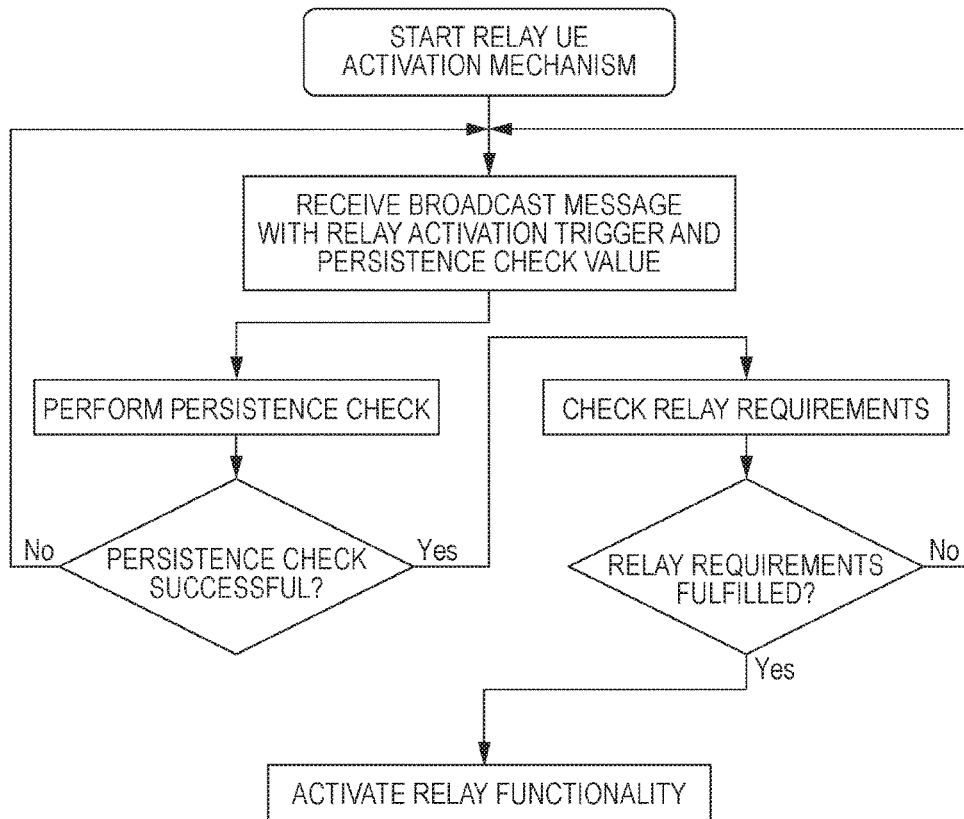 START RELAY UE
ACTIVATION MECHANISM
RECEIVE BROADCAST MESSAGE
WITH RELAY ACTIVATION TRIGGER AND
PERSISTENCE CHECK VALUE
PERFORM PERSISTENCE CHECK
CHECK RELAY REQUIREMENTS
No
PERSISTENCE CHECK
SUCCESSFUL?
Yes
RELAY REQUIREMENTS
FULFILLED?
No
Yes
ACTIVATE RELAY FUNCTIONALITY